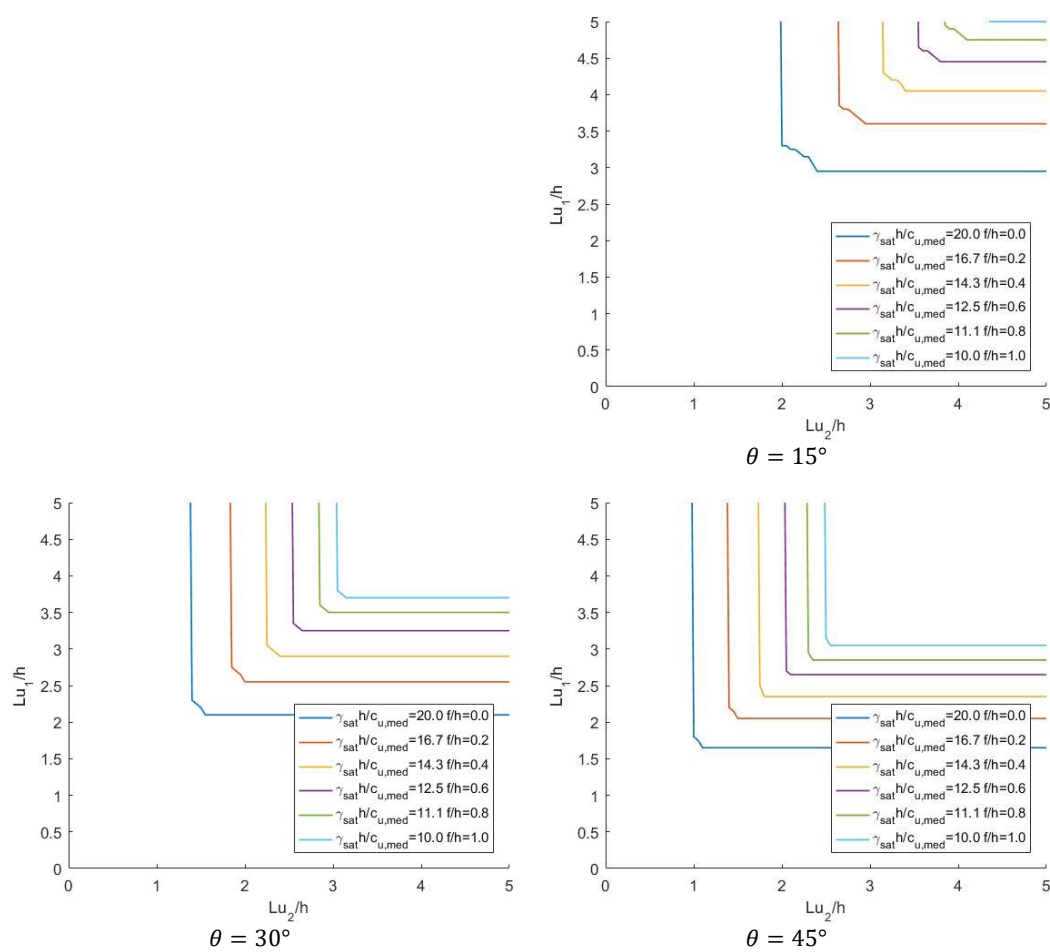 5
4.5
4
3.5
3
2.5
2
1.5
1
0.5
0
Lu1/h
γsath/cu,med=20.0 f/h=0.0
γsath/cu,med=16.7 f/h=0.2
γsath/cu,med=14.3 f/h=0.4
γsath/cu,med=12.5 f/h=0.6
γsath/cu,med=11.1 f/h=0.8
γsath/cu,med=10.0 f/h=1.0
0 1 2 3 4 5
Lu2/h
θ = 15°
5
4.5
4
3.5
3
2.5
2
1.5
1
0.5
0
Lu1/h
γsath/cu,med=20.0 f/h=0.0
γsath/cu,med=16.7 f/h=0.2
γsath/cu,med=14.3 f/h=0.4
γsath/cu,med=12.5 f/h=0.6
γsath/cu,med=11.1 f/h=0.8
γsath/cu,med=10.0 f/h=1.0
0 1 2 3 4 5
Lu2/h
θ = 30°
5
4.5
4
3.5
3
2.5
2
1.5
1
0.5
0
Lu1/h
γsath/cu,med=20.0 f/h=0.0
γsath/cu,med=16.7 f/h=0.2
γsath/cu,med=14.3 f/h=0.4
γsath/cu,med=12.5 f/h=0.6
γsath/cu,med=11.1 f/h=0.8
γsath/cu,med=10.0 f/h=1.0
0 1 2 3 4 5
Lu2/h
θ = 45°